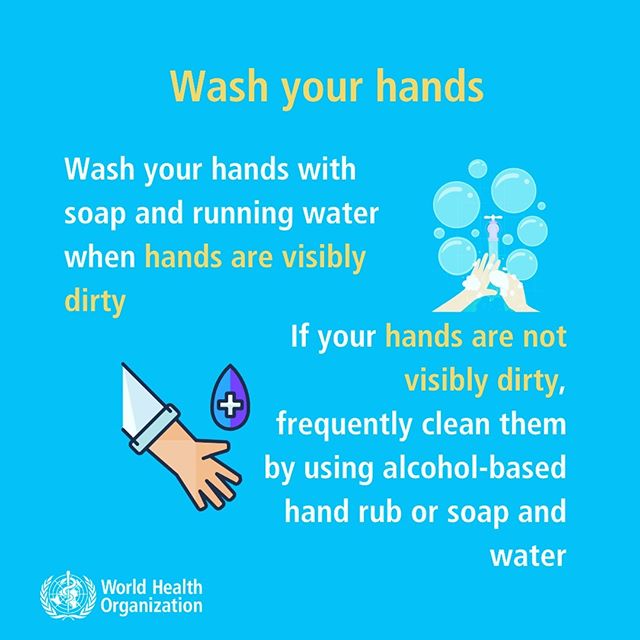 Wash your hands
Wash your hands with
soap and running water
when hands are visibly
dirty
If your hands are not
visibly dirty,
frequently clean them
by using alcohol-based
hand rub or soap and
water
World Health
Organization